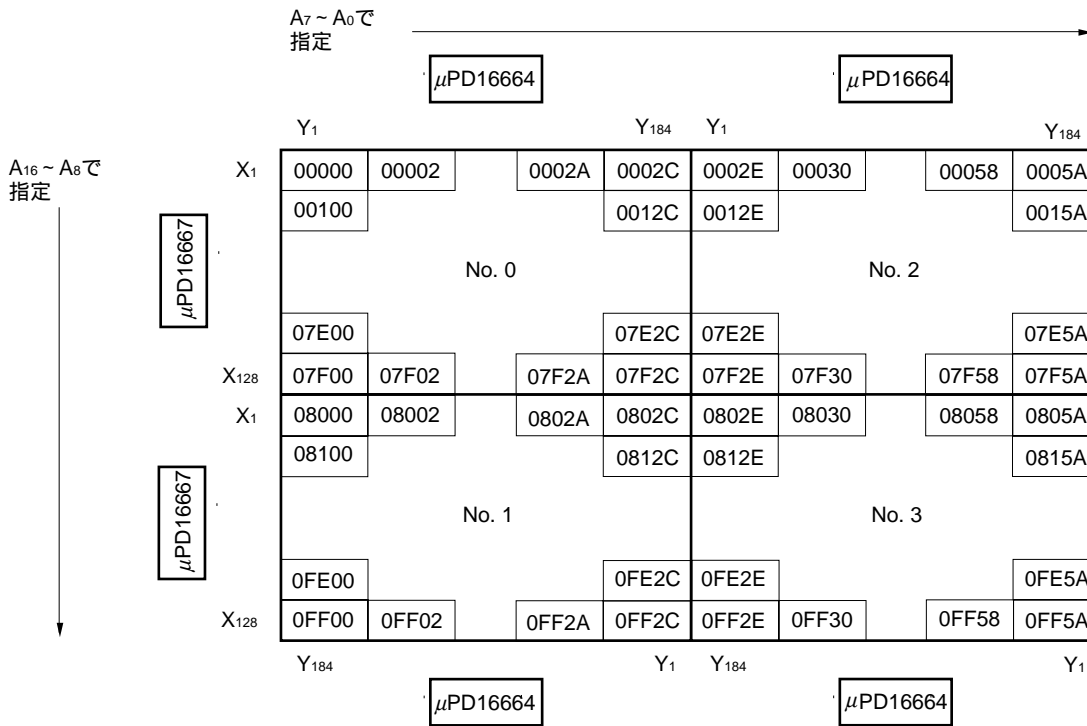 A7 ~ A0で
指定
μPD16664 μPD16664
Y1 Y184 Y1 Y184
A16 ~ A8で
指定
X1 00000 00002 0002A 0002C 0002E 00030 00058 0005A
00100 0012C 0012E 0015A
μPD16667
No. 0 No. 2
07E00 07E2C 07E2E 07E5A
X128 07F00 07F02 07F2A 07F2C 07F2E 07F30 07F58 07F5A
X1 08000 08002 0802A 0802C 0802E 08030 08058 0805A
08100 0812C 0812E 0815A
μPD16667
No. 1 No. 3
0FE00 0FE2C 0FE2E 0FE5A
X128 0FF00 0FF02 0FF2A 0FF2C 0FF2E 0FF30 0FF58 0FF5A
Y184 Y1 Y184 Y1
μPD16664 μPD16664